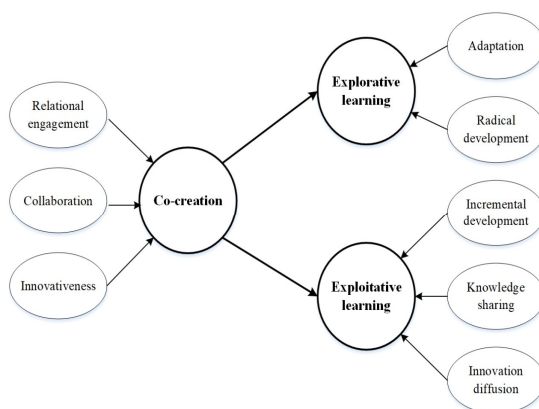 Relational
engagement
Collaboration
Innovativeness
Co-creation
Explorative
learning
Exploitative
learning
Adaptation
Radical
development
Incremental
development
Knowledge
sharing
Innovation
diffusion